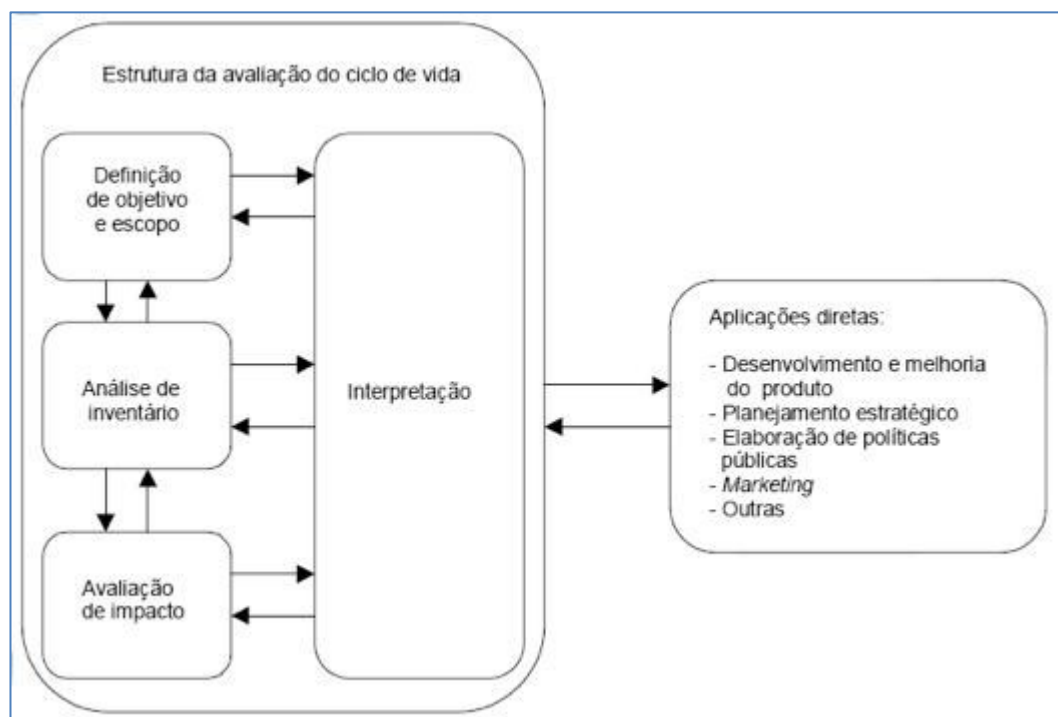 Estrutura da avaliação do ciclo de vida
Definição
de objetivo
e escopo
Análise de
inventário
Avaliação
de impacto
Interpretação
Aplicações diretas:
- Desenvolvimento e melhoria
do produto
- Planejamento estratégico
- Elaboração de políticas
públicas
- Marketing
- Outras